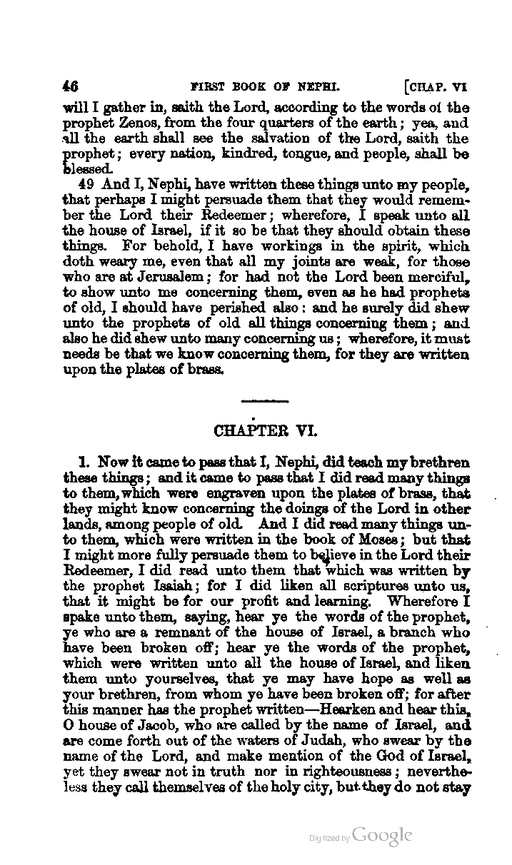 46 FIRST BOOK OF NEPHI. [CHAP. VI
will I gather in, saith the Lord, according to the words of the
prophet Zenos, from the four quarters of the earth; yea, and
all the earth shall see the salvation of the Lord, saith the
prophet; every nation, kindred, tongue, and people, shall be
blessed.
49 And I, Nephi, have written these things unto my people,
that perhaps I might persuade them that they would remem-
ber the Lord their Redeemer; wherefore, I speak unto all
the house of Israel, if it so be that they should obtain these
things. For behold, I have workings in the spirit, which
doth weary me, even that all my joints are weak, for those
who are at Jerusalem; for had not the Lord been merciful,
to show unto me concerning them, even as he had prophets
of old, I should have perished also: and he surely did shew
unto the prophets of old all things concerning them; and
also he did shew unto many concerning us; wherefore, it must
needs be that we know concerning them, for they are written
upon the plates of brass.
CHAPTER VI.
1. Now it came to pass that I, Nephi, did teach my brethren
these things; and it came to pass that I did read many things
to them, which were engraven upon the plates of brass, that
they might know concerning the doings of the Lord in other
lands, among people of old. And I did read many things un-
to them, which were written in the book of Moses; but that
I might more fully persuade them to believe in the Lord their
Redeemer, I did read unto them that which was written by
the prophet Isaiah; for I did liken all scriptures unto us,
that it might be for our profit and learning. Wherefore I
spake unto them, saying, hear ye the words of the prophet,
ye who are a remnant of the house of Israel, a branch who
have been broken off; hear ye the words of the prophet,
which were written unto all the house of Israel, and liken
them unto yourselves, that ye may have hope as well as
your brethren, from whom ye have been broken off; for after
this manner has the prophet written—Hearken and hear this,
O house of Jacob, who are called by the name of Israel, and
are come forth out of the waters of Judah, who swear by the
name of the Lord, and make mention of the God of Israel,
yet they swear not in truth nor in righteousness; neverthe-
less they call themselves of the holy city, but they do not stay
Digitized by Google